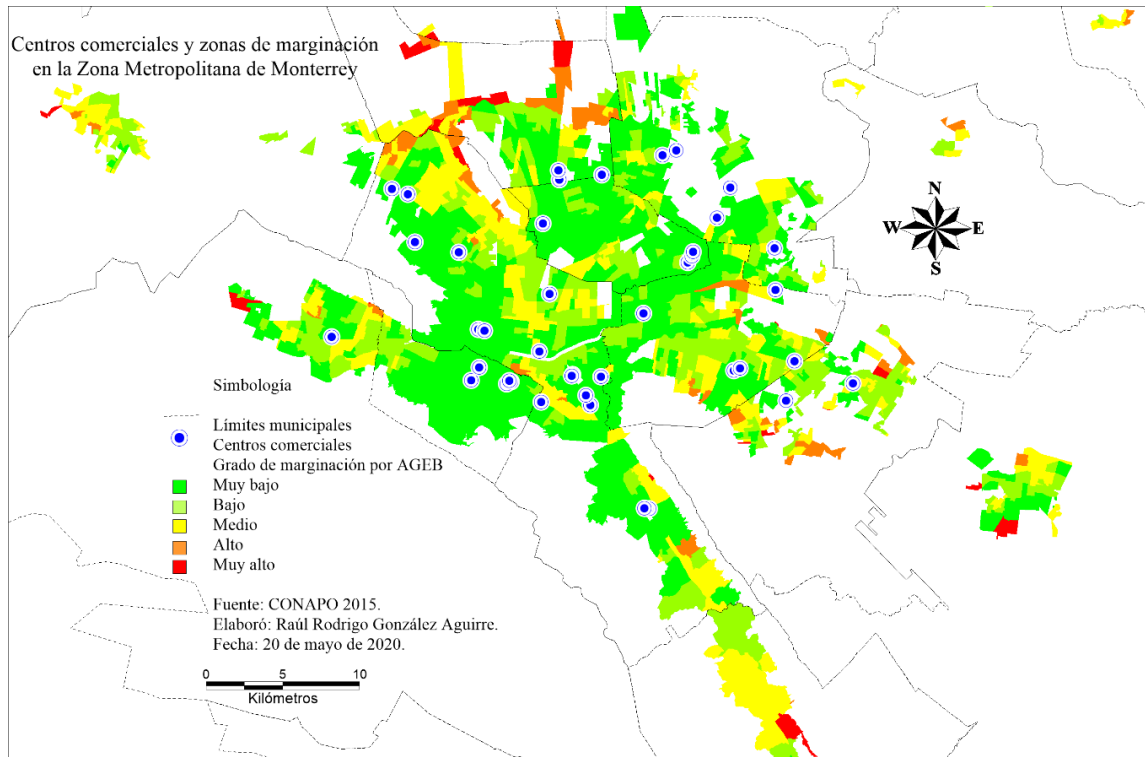 Centros comerciales y zonas de marginación
en la Zona Metropolitana de Monterrey
N
W
E
S
Simbología
Límites municipales
Centros comerciales
Grado de marginación por AGEB
Muy bajo
Bajo
Medio
Alto
Muy alto
Fuente: CONAPO 2015.
Elaboró: Raúl Rodrigo González Aguirre.
Fecha: 20 de mayo de 2020.
0 5 10
Kilómetros